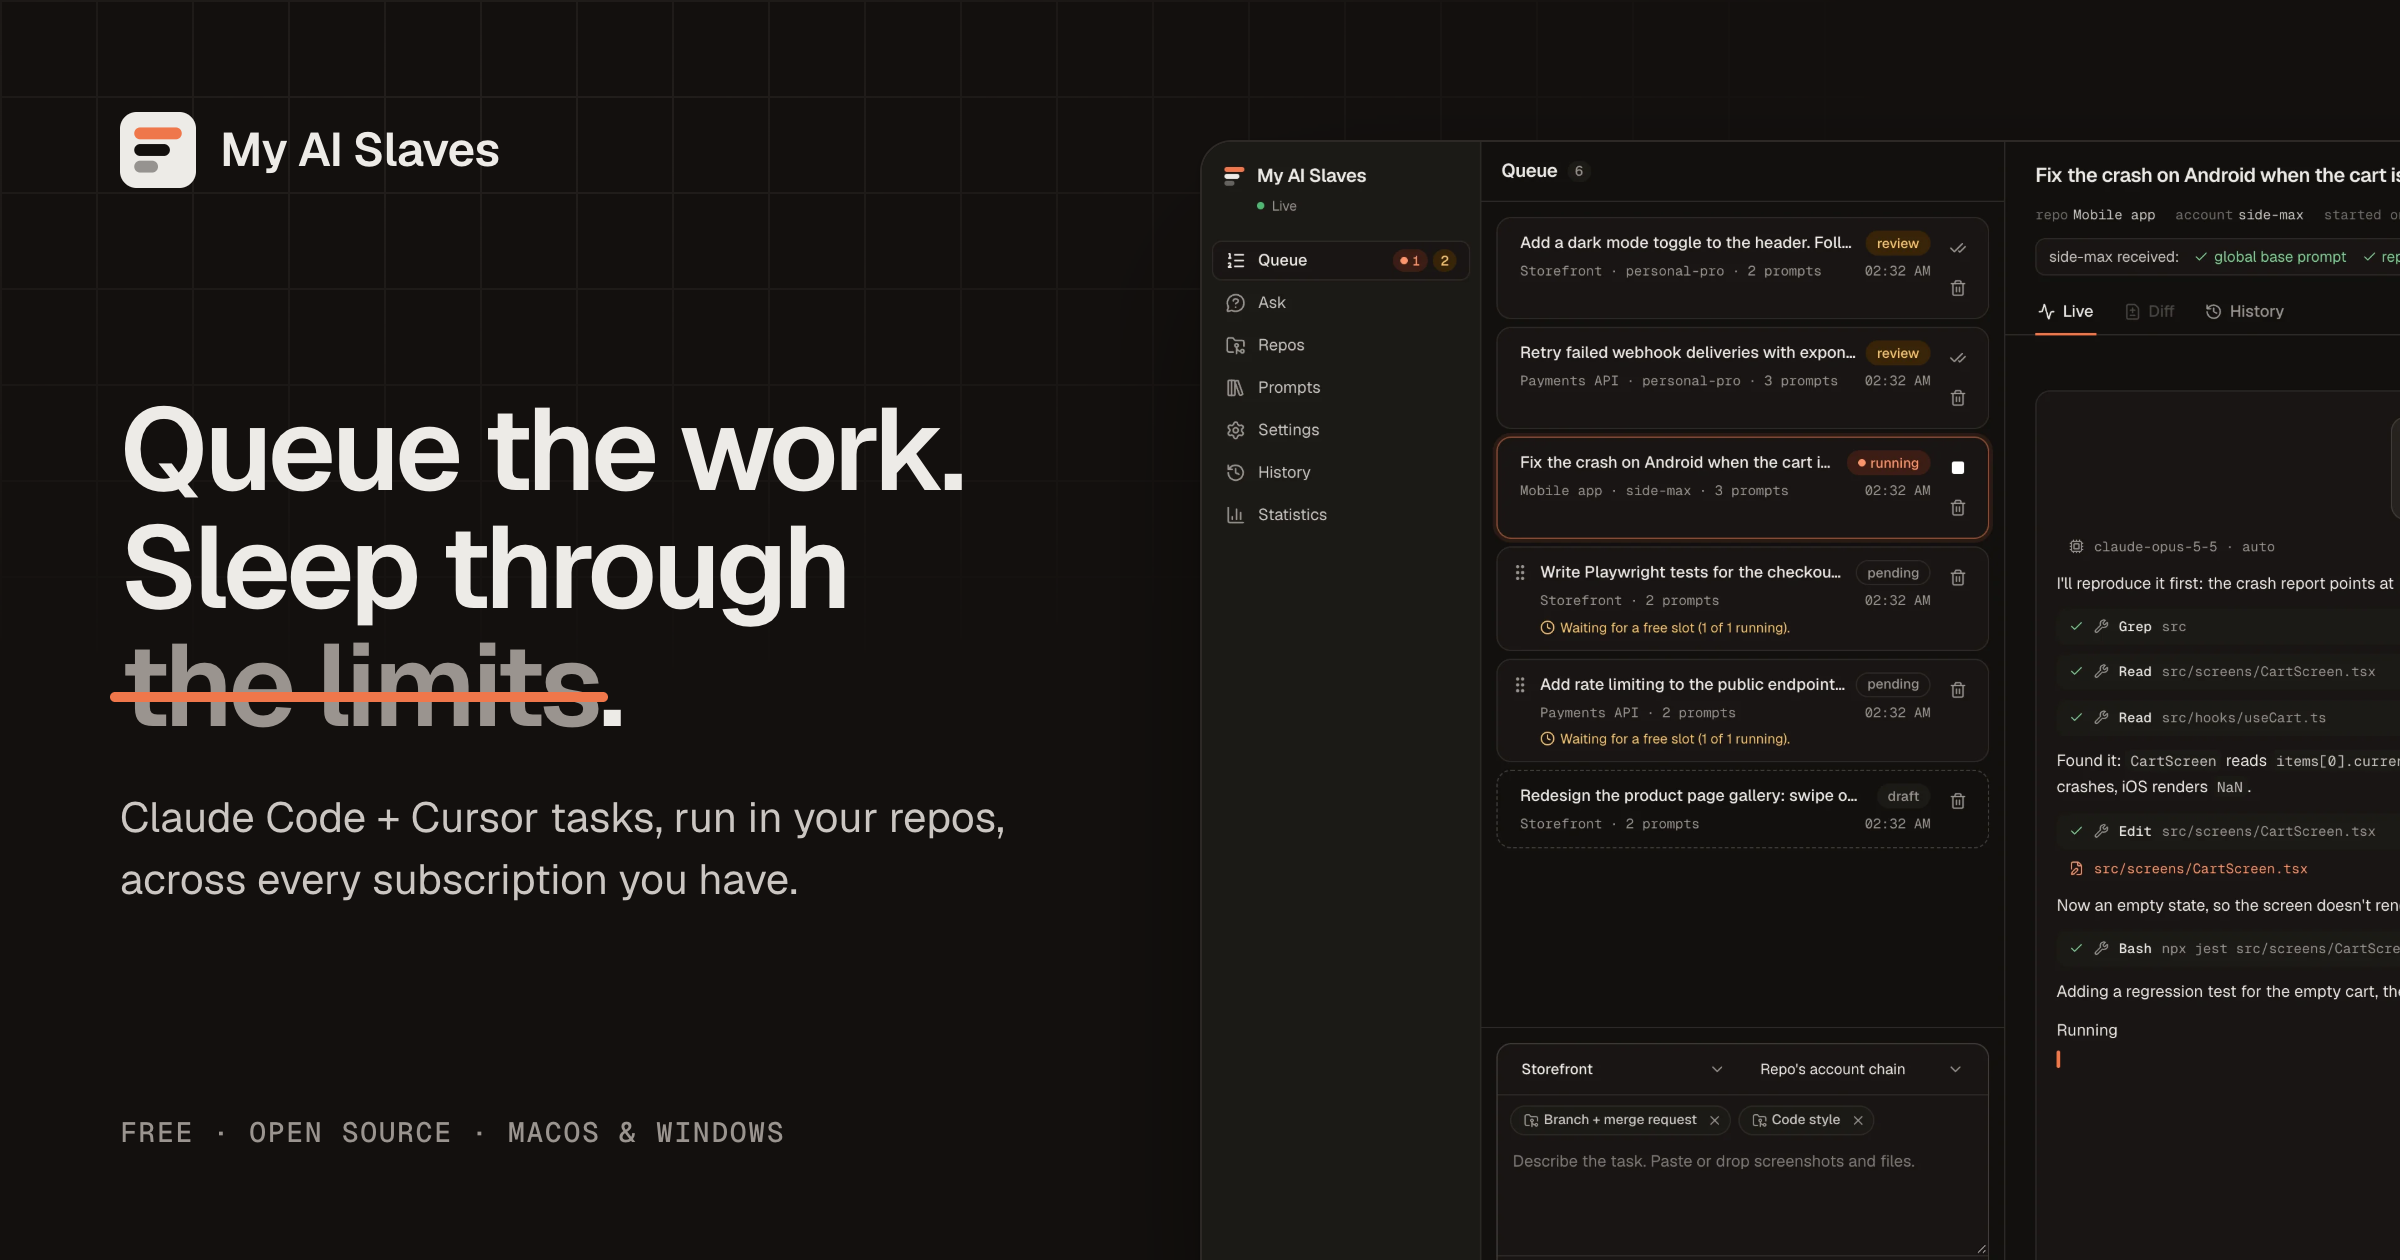 My AI Slaves
Queue the work.
Sleep through
the limits.
Claude Code + Cursor tasks, run in your repos,
across every subscription you have.
FREE · OPEN SOURCE · MACOS & WINDOWS
My AI Slaves
Live
Queue 1 2
Ask
Repos
Prompts
Settings
History
Statistics
Queue 6
Add a dark mode toggle to the header. Foll… review
Storefront · personal-pro · 2 prompts 02:32 AM
Retry failed webhook deliveries with expon… review
Payments API · personal-pro · 3 prompts 02:32 AM
Fix the crash on Android when the cart i… running
Mobile app · side-max · 3 prompts 02:32 AM
Write Playwright tests for the checkou… pending
Storefront · 2 prompts 02:32 AM
Waiting for a free slot (1 of 1 running).
Add rate limiting to the public endpoint… pending
Payments API · 2 prompts 02:32 AM
Waiting for a free slot (1 of 1 running).
Redesign the product page gallery: swipe o… draft
Storefront · 2 prompts 02:32 AM
Storefront Repo's account chain
Branch + merge request Code style
Describe the task. Paste or drop screenshots and files.
Fix the crash on Android when the cart is
repo Mobile app account side-max started
side-max received: global base prompt
Live Diff History
claude-opus-5-5 · auto
I'll reproduce it first: the crash report points at
Grep src
Read src/screens/CartScreen.tsx
Read src/hooks/useCart.ts
Found it: CartScreen reads items[0].curre
crashes, iOS renders NaN.
Edit src/screens/CartScreen.tsx
src/screens/CartScreen.tsx
Now an empty state, so the screen doesn't
Bash npx jest src/screens/CartScre
Adding a regression test for the empty cart,
Running